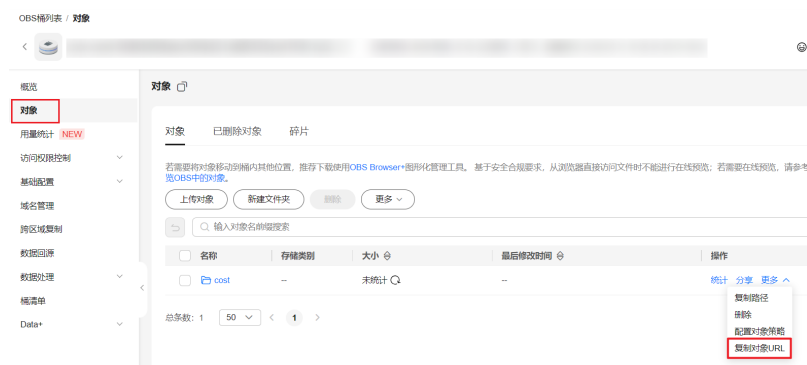 OBS桶列表 / 对象
概览
对象
用量统计 NEW
访问权限控制
基础配置
域名管理
跨区域复制
数据回源
数据处理
桶清单
Data+
对象
对象 已删除对象 碎片
若需要将对象移动到桶内其他位置，推荐下载使用OBS Browser+图形化管理工具。 基于安全合规要求，从浏览器直接访问文件时不能进行在线预览；若需要在线预览，请参考
览OBS中的对象。
上传对象 新建文件夹 删除 更多
输入对象名前缀搜索
名称 存储类别 大小 最后修改时间 操作
cost -- 未统计 -- 统计 分享 更多
复制路径
删除
配置对象策略
复制对象URL
总条数：1 50 1